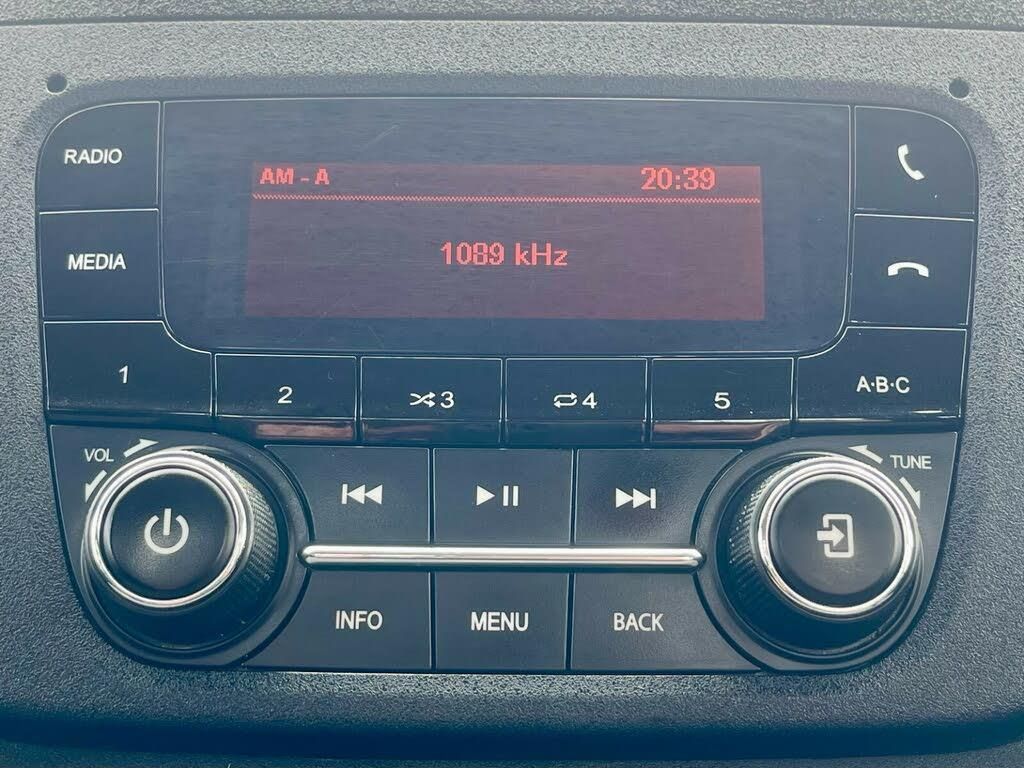 RADIO
AM - A 20:39
1089 kHz
MEDIA
1
2
3
4
5
A·B·C
VOL
TUNE
INFO
MENU
BACK